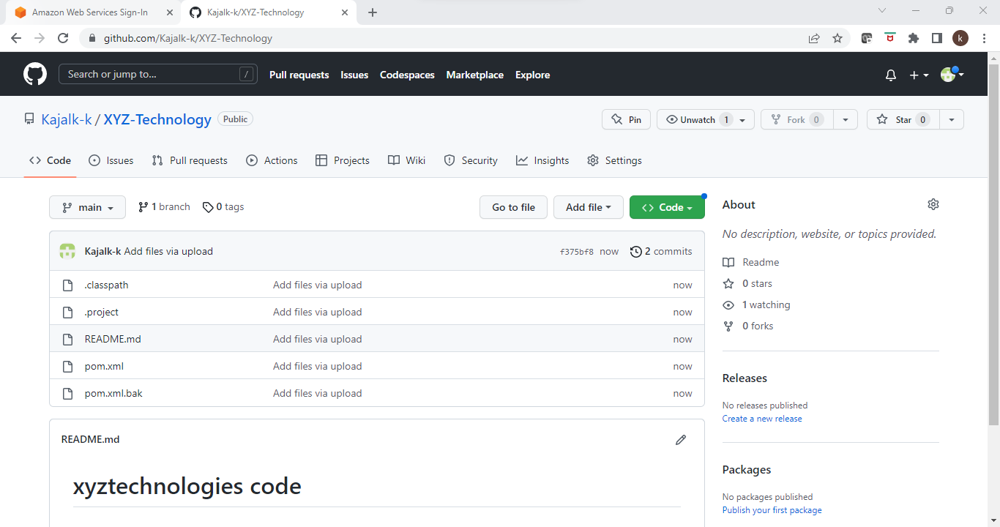 Amazon Web Services Sign-In
Kajalk-k/XYZ-Technology
github.com/Kajalk-k/XYZ-Technology
k
Search or jump to... /
Pull requests Issues Codespaces Marketplace Explore
Kajalk-k / XYZ-Technology Public
Pin Unwatch 1 Fork 0 Star 0
Code Issues Pull requests Actions Projects Wiki Security Insights Settings
main 1 branch 0 tags Go to file Add file Code
Kajalk-k Add files via upload f375bf8 now 2 commits
.classpath Add files via upload now
.project Add files via upload now
README.md Add files via upload now
pom.xml Add files via upload now
pom.xml.bak Add files via upload now
README.md
xyztechnologies code
About
No description, website, or topics provided.
Readme
0 stars
1 watching
0 forks
Releases
No releases published
Create a new release
Packages
No packages published
Publish your first package